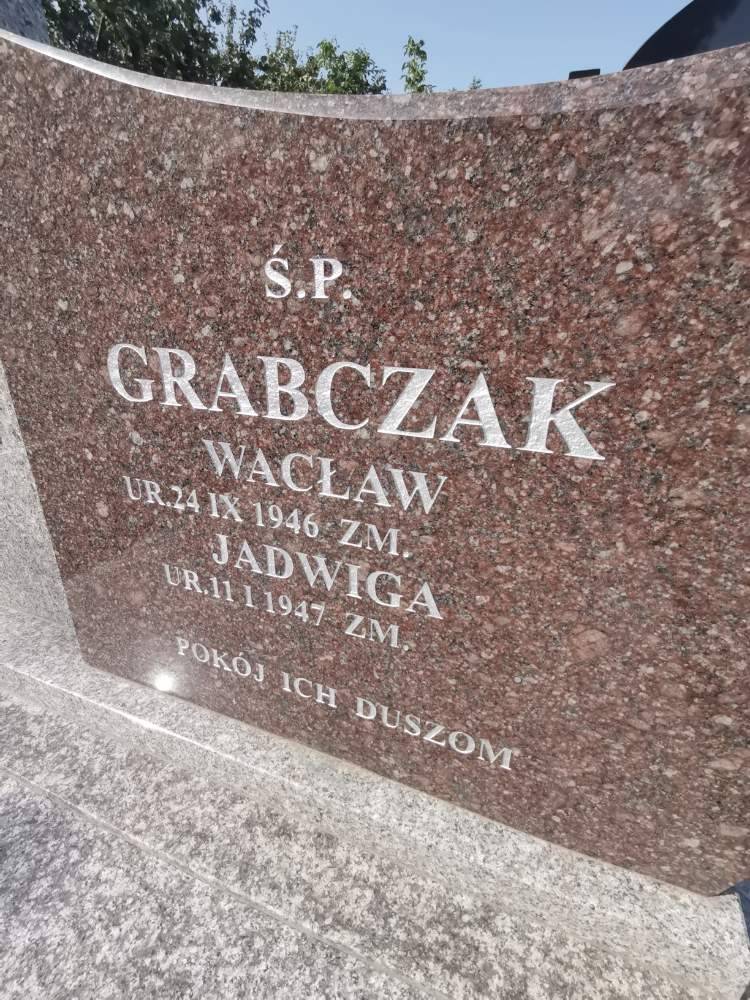 Ś.P.
GRABCZAK
WACŁAW
UR.24 IX 1946 ZM.
JADWIGA
UR.11 I 1947 ZM.
POKÓJ ICH DUSZOM